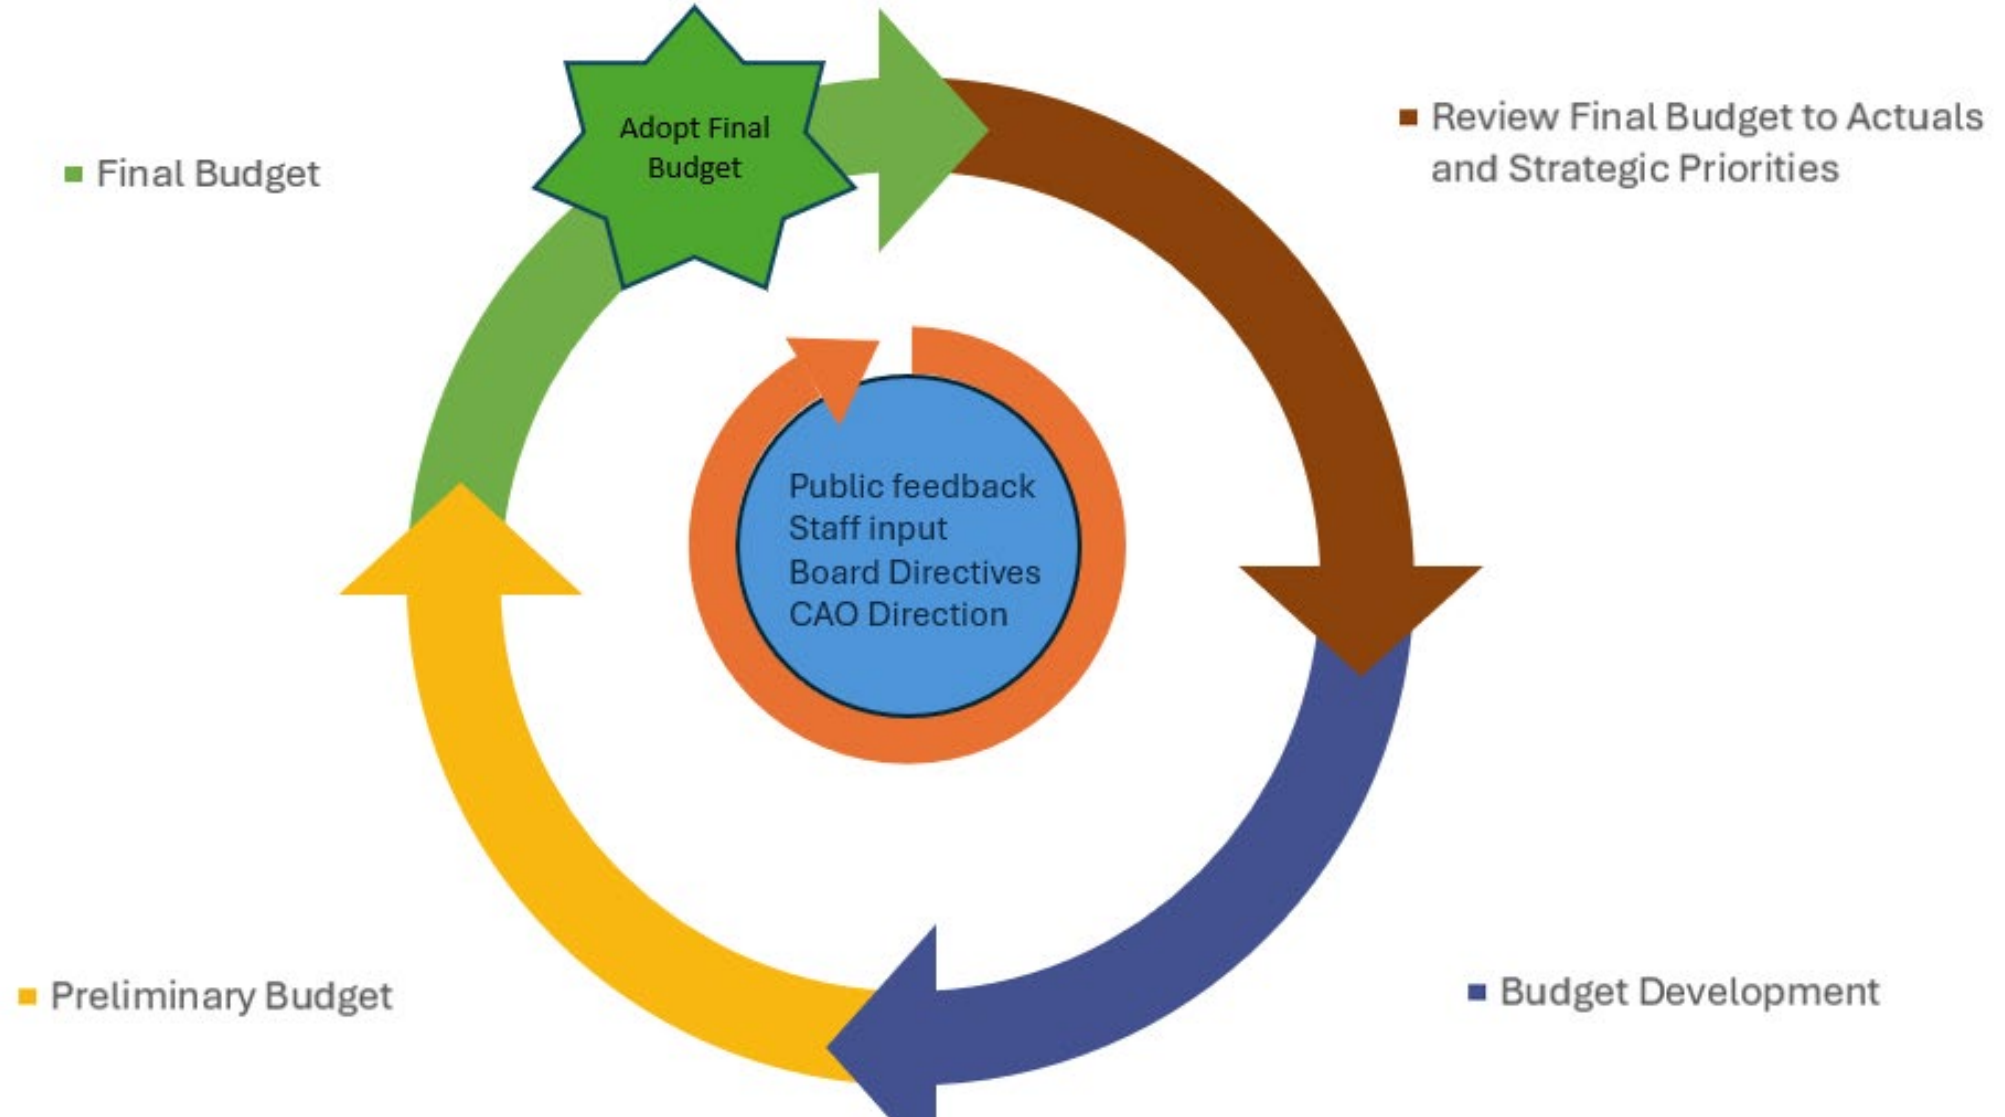 Adopt Final
Budget
Final Budget
Review Final Budget to Actuals
and Strategic Priorities
Public feedback
Staff input
Board Directives
CAO Direction
Preliminary Budget
Budget Development